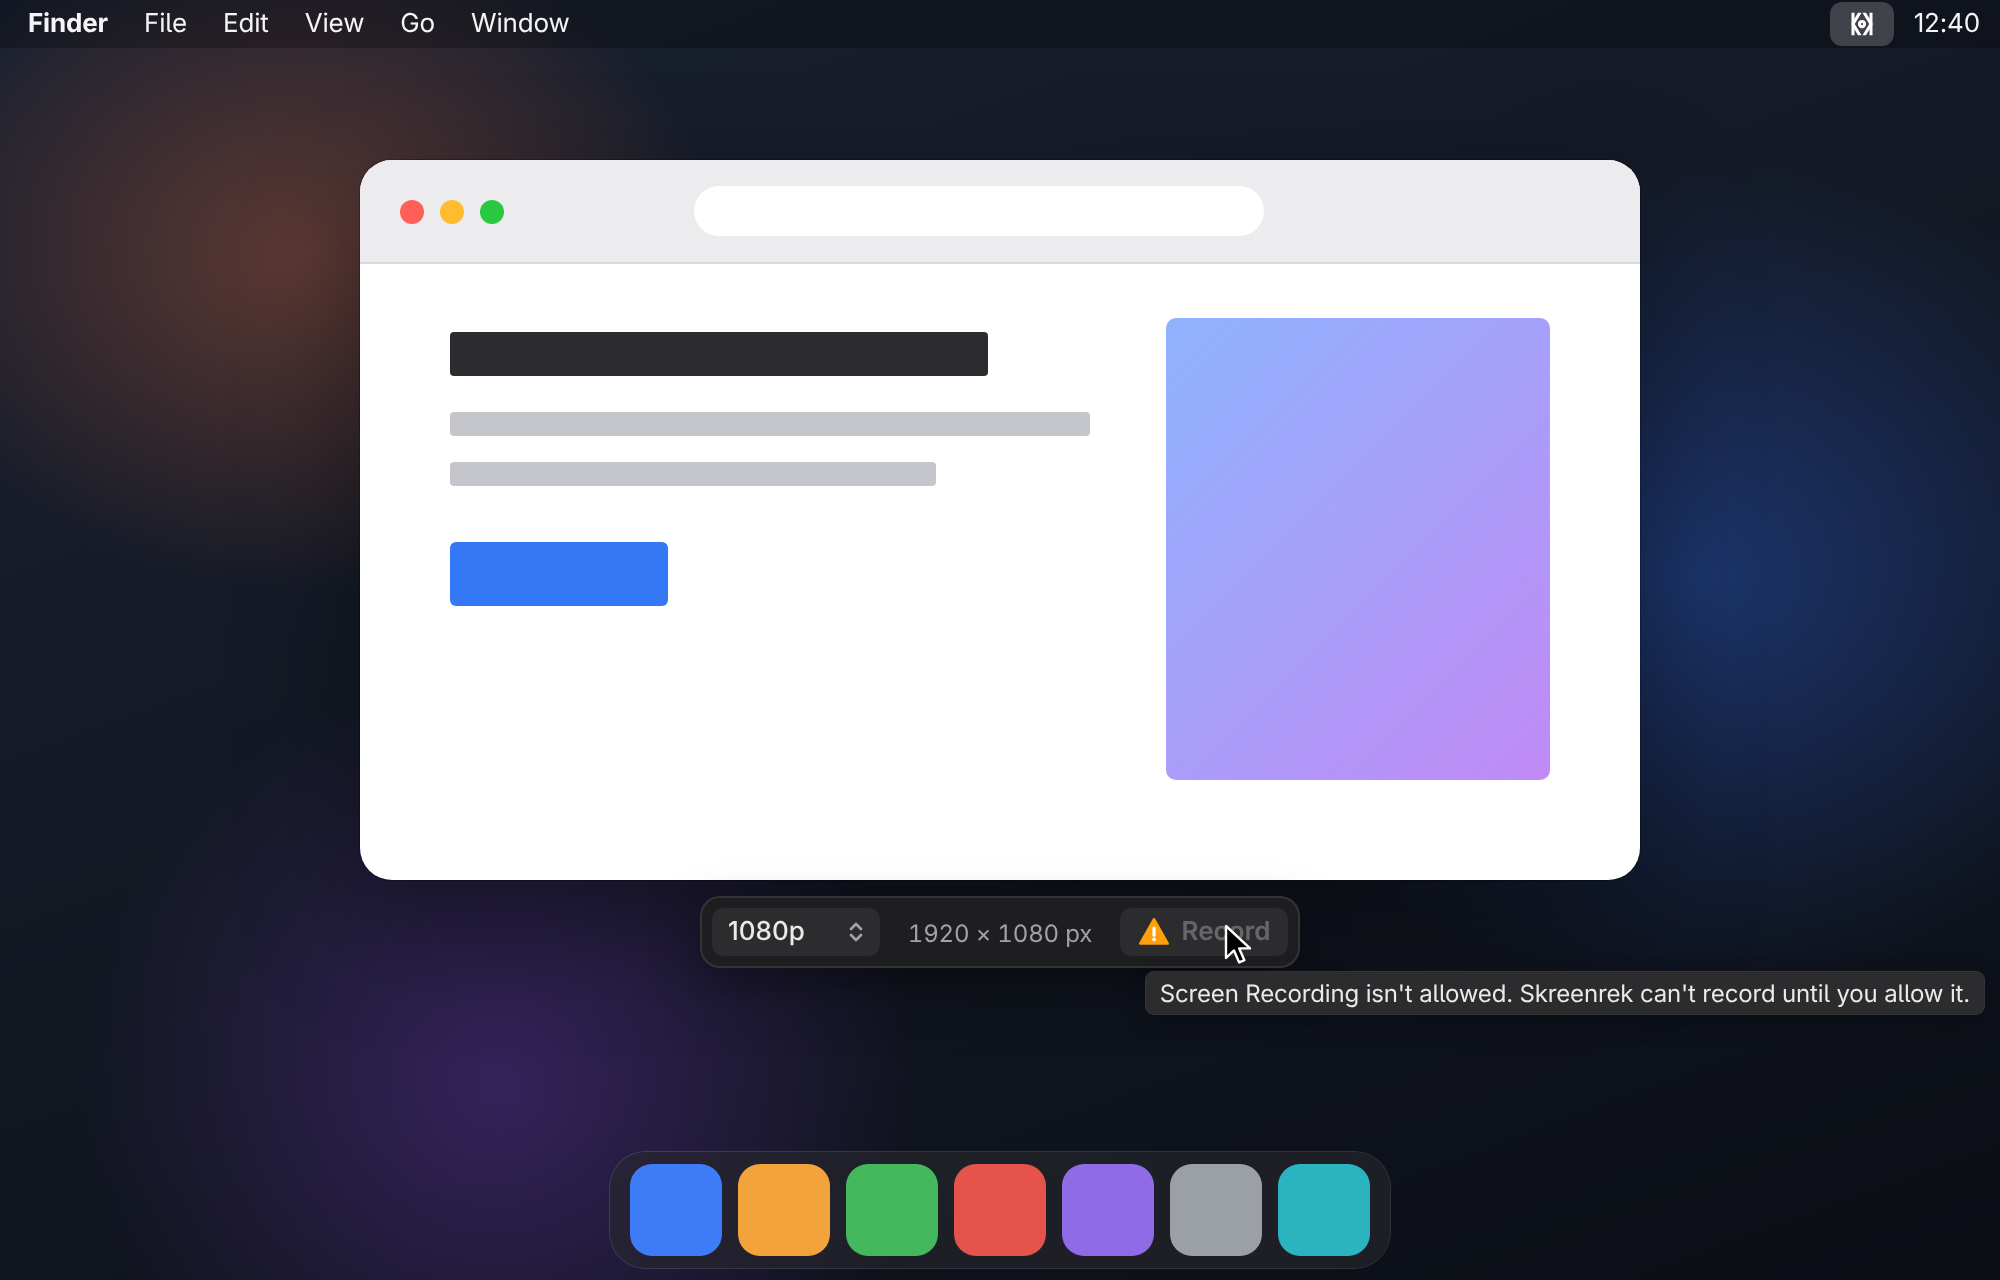 Finder File Edit View Go Window 12:40
1080p 1920 × 1080 px Record
Screen Recording isn't allowed. Skreenrek can't record until you allow it.